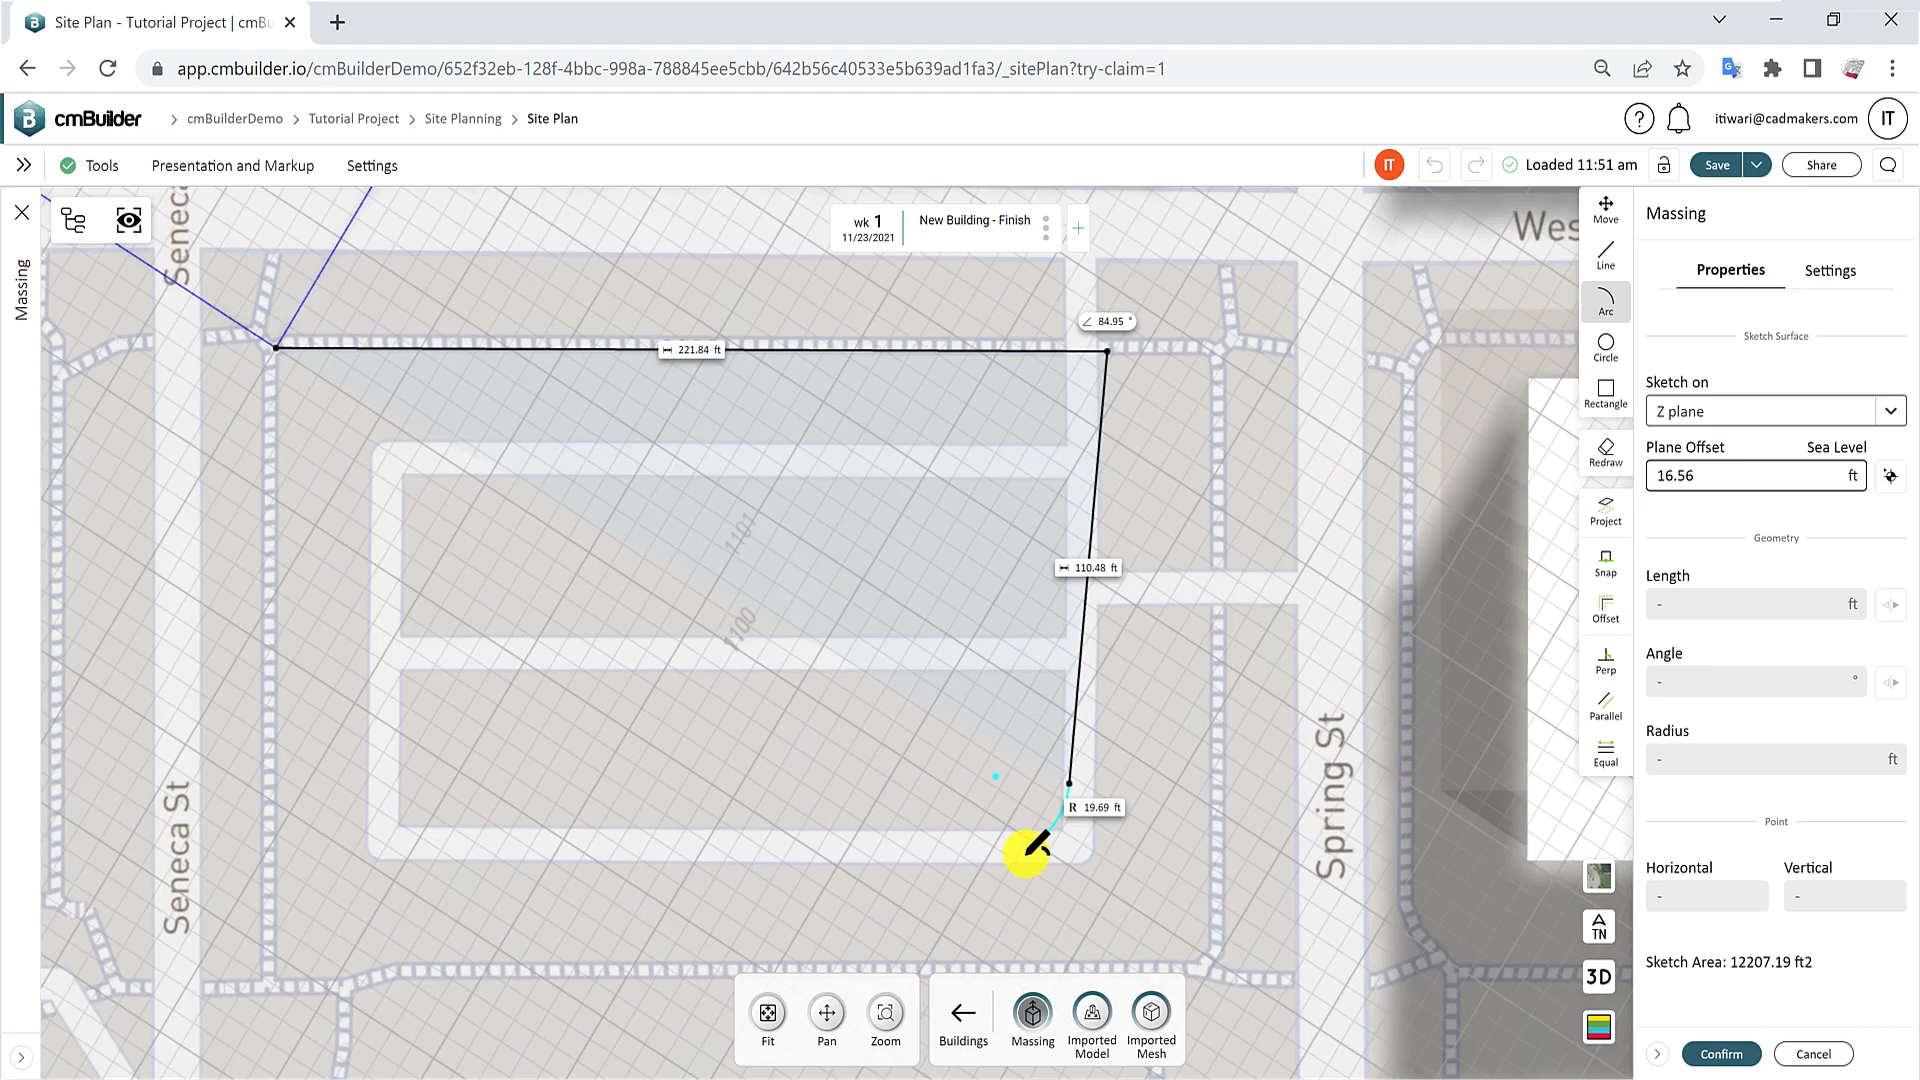 Site Plan - Tutorial Project | cmBu
app.cmbuilder.io/cmBuilderDemo/652f32eb-128f-4bbc-998a-788845ee5cbb/642b56c40533e5b639ad1fa3/_sitePlan?try-claim=1
cmBuilder
cmBuilderDemo
Tutorial Project
Site Planning
Site Plan
itiwari@cadmakers.com
IT
Tools
Presentation and Markup
Settings
IT
Loaded 11:51 am
Save
Share
Massing
wk 1
11/23/2021
New Building - Finish
Seneca
Seneca St
Wes
Spring St
1101
1100
84.95 °
221.84 ft
110.48 ft
R 19.69 ft
Move
Line
Arc
Circle
Rectangle
Redraw
Project
Snap
Offset
Perp
Parallel
Equal
TN
3D
Fit
Pan
Zoom
Buildings
Massing
Imported
Model
Imported
Mesh
Massing
Properties
Settings
Sketch Surface
Sketch on
Z plane
Plane Offset
Sea Level
16.56 ft
Geometry
Length
- ft
Angle
- °
Radius
- ft
Point
Horizontal
Vertical
-
-
Sketch Area: 12207.19 ft2
Confirm
Cancel